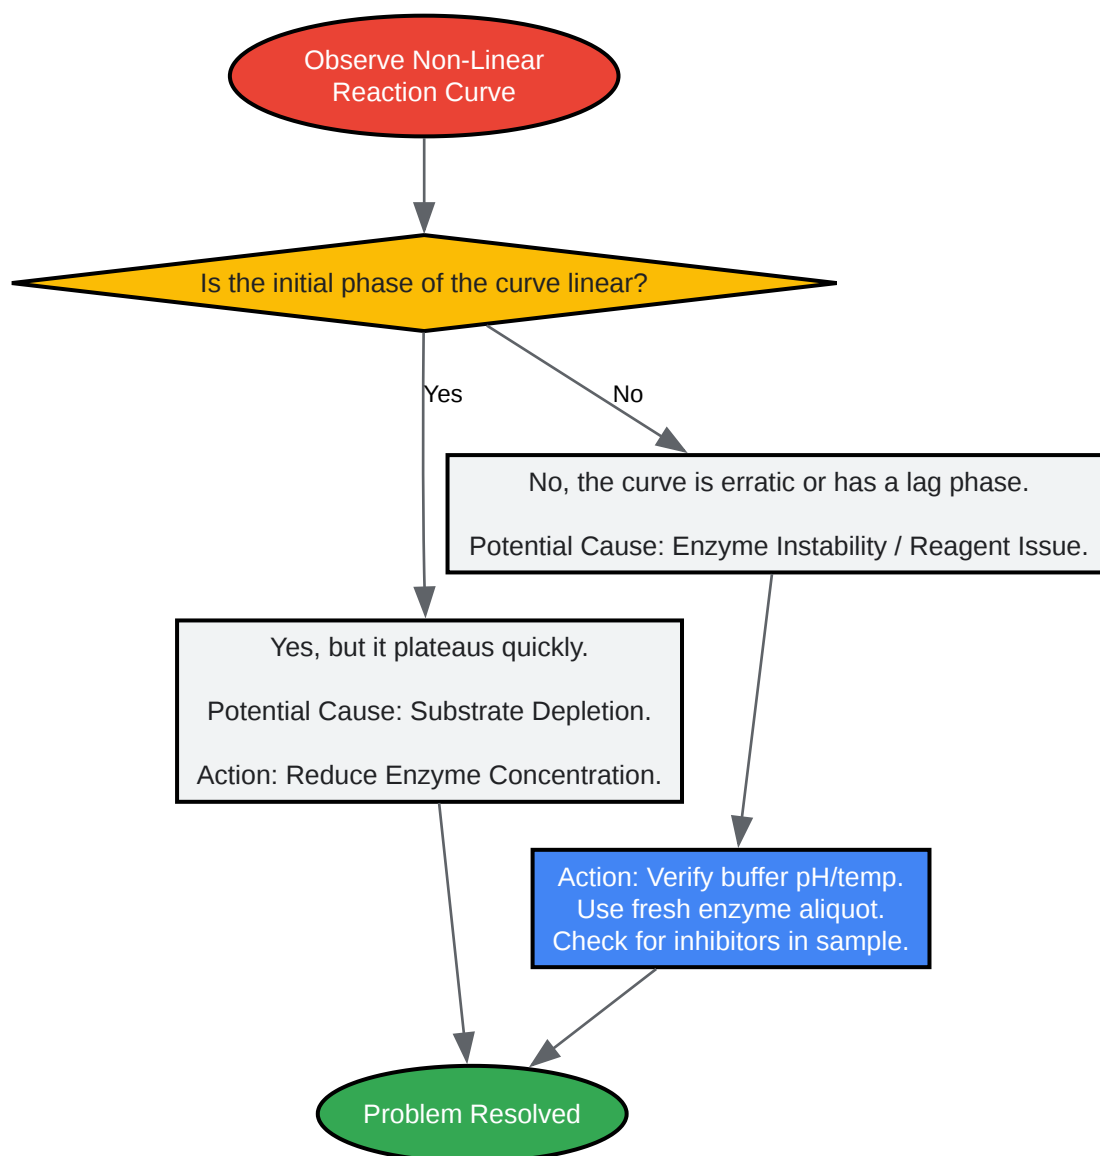 Observe Non-Linear
Reaction Curve
Is the initial phase of the curve linear?
Yes
No
No, the curve is erratic or has a lag phase.
Potential Cause: Enzyme Instability / Reagent Issue.
Yes, but it plateaus quickly.
Potential Cause: Substrate Depletion.
Action: Reduce Enzyme Concentration.
Action: Verify buffer pH/temp.
Use fresh enzyme aliquot.
Check for inhibitors in sample.
Problem Resolved